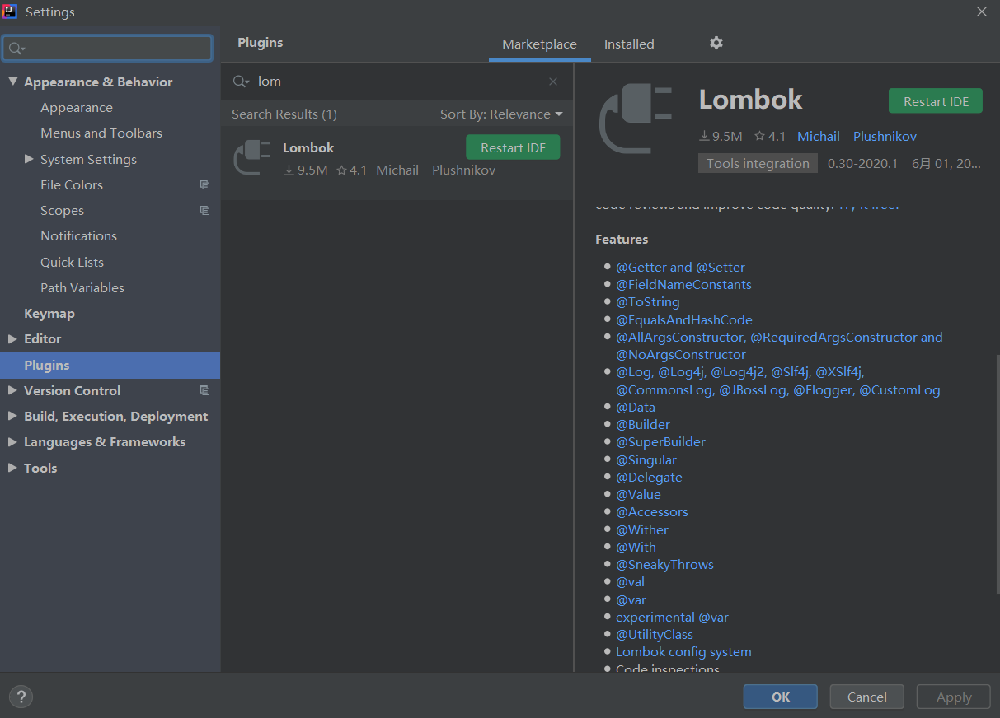 Settings
Plugins
Marketplace
Installed
Appearance & Behavior
Appearance
Menus and Toolbars
System Settings
File Colors
Scopes
Notifications
Quick Lists
Path Variables
Keymap
Editor
Plugins
Version Control
Build, Execution, Deployment
Languages & Frameworks
Tools
lom
Search Results (1)
Sort By: Relevance
Lombok
Restart IDE
9.5M 4.1 Michail Plushnikov
Lombok
Restart IDE
9.5M 4.1 Michail Plushnikov
Tools integration 0.30-2020.1 6月 01, 20...
code reviews and improve code quality. Try it free!
Features
@Getter and @Setter
@FieldNameConstants
@ToString
@EqualsAndHashCode
@AllArgsConstructor, @RequiredArgsConstructor and
@NoArgsConstructor
@Log, @Log4j, @Log4j2, @Slf4j, @XSlf4j,
@CommonsLog, @JBossLog, @Flogger, @CustomLog
@Data
@Builder
@SuperBuilder
@Singular
@Delegate
@Value
@Accessors
@Wither
@With
@SneakyThrows
@val
@var
experimental @var
@UtilityClass
Lombok config system
Code inspections
?
OK
Cancel
Apply